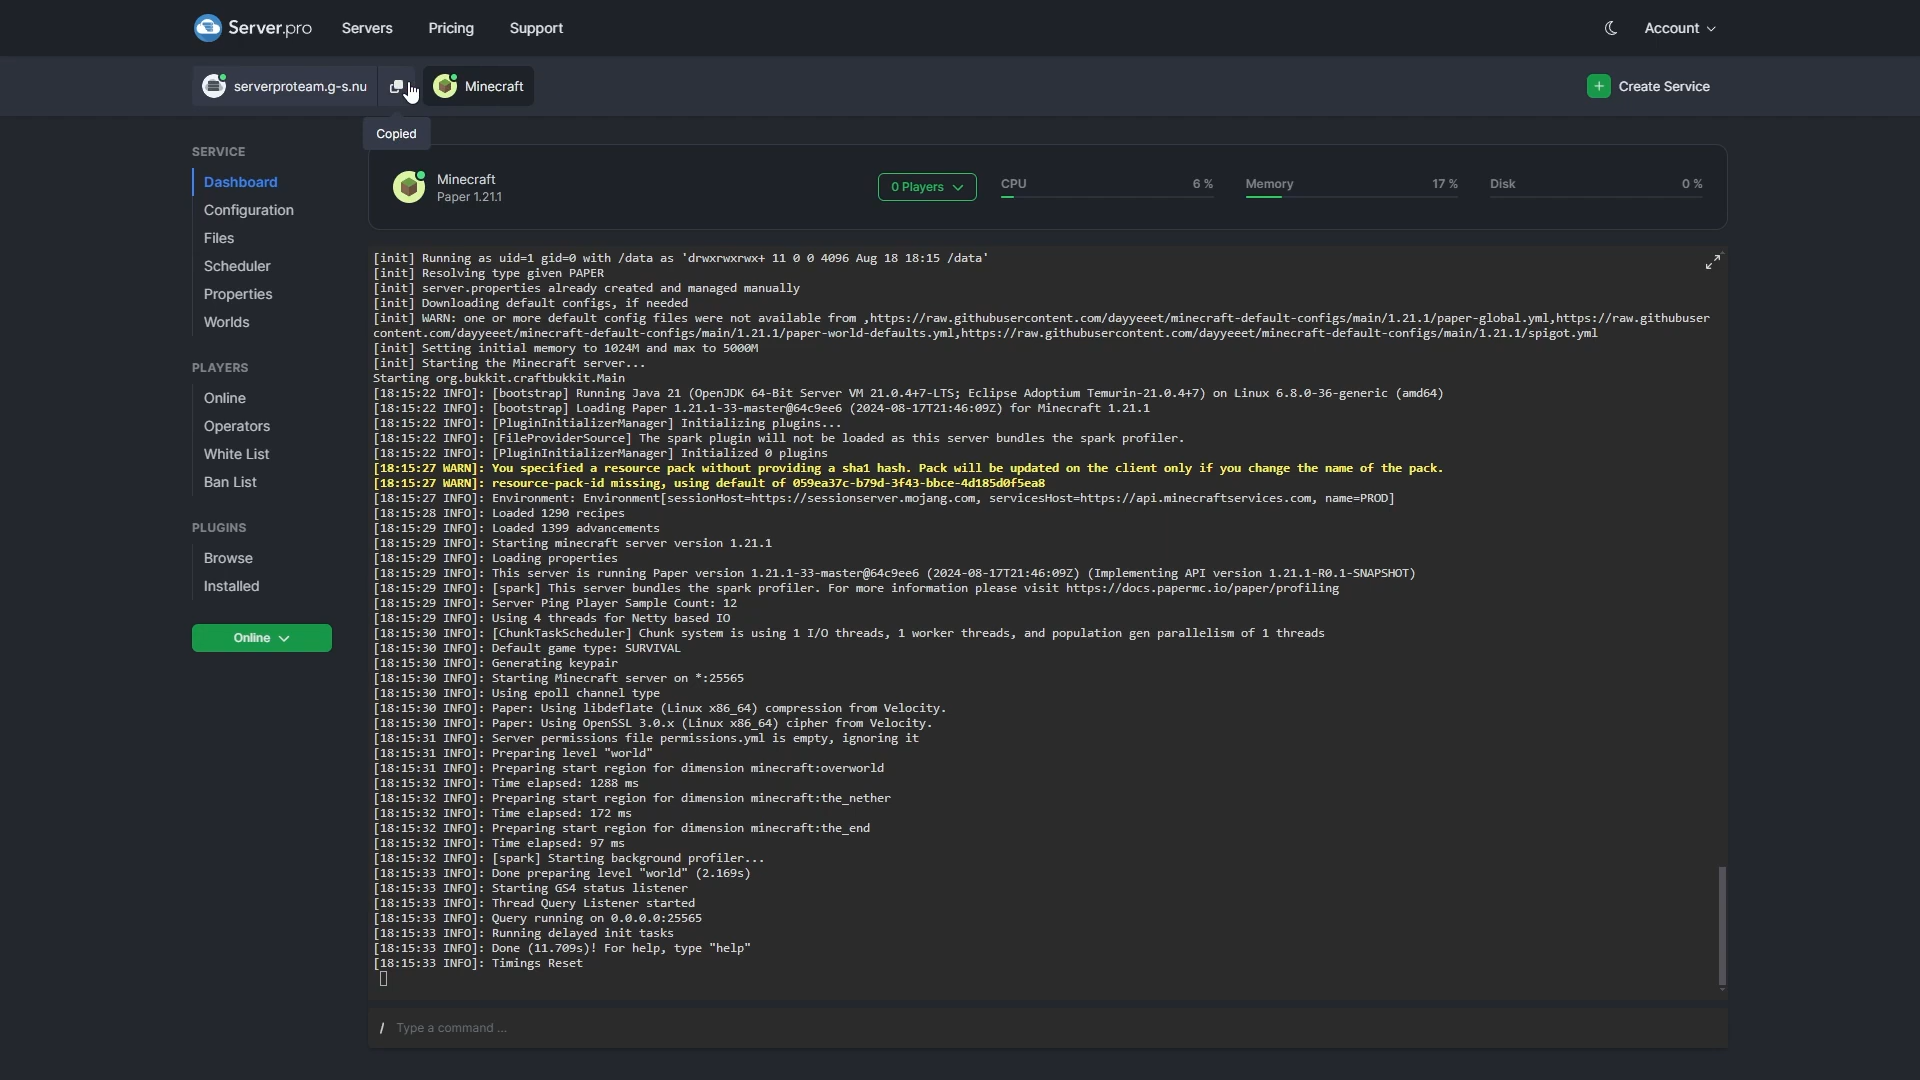 Server.pro
Servers
Pricing
Support
Account
serverproteam.g-s.nu
Minecraft
Create Service
Copied
SERVICE
Dashboard
Configuration
Files
Scheduler
Properties
Worlds
PLAYERS
Online
Operators
White List
Ban List
PLUGINS
Browse
Installed
Online
Minecraft
Paper 1.21.1
0 Players
CPU
6 %
Memory
17 %
Disk
0 %
[init] Running as uid=1 gid=0 with /data as 'drwxrwxrwx+ 11 0 0 4096 Aug 18 18:15 /data'
[init] Resolving type given PAPER
[init] server.properties already created and managed manually
[init] Downloading default configs, if needed
[init] WARN: one or more default config files were not available from ,https://raw.githubusercontent.com/dayyeeet/minecraft-default-configs/main/1.21.1/paper-global.yml,https://raw.githubuser
content.com/dayyeeet/minecraft-default-configs/main/1.21.1/paper-world-defaults.yml,https://raw.githubusercontent.com/dayyeeet/minecraft-default-configs/main/1.21.1/spigot.yml
[init] Setting initial memory to 1024M and max to 5000M
[init] Starting the Minecraft server...
Starting org.bukkit.craftbukkit.Main
[18:15:22 INFO]: [bootstrap] Running Java 21 (OpenJDK 64-Bit Server VM 21.0.4+7-LTS; Eclipse Adoptium Temurin-21.0.4+7) on Linux 6.8.0-36-generic (amd64)
[18:15:22 INFO]: [bootstrap] Loading Paper 1.21.1-33-master@64c9ee6 (2024-08-17T21:46:09Z) for Minecraft 1.21.1
[18:15:22 INFO]: [PluginInitializerManager] Initializing plugins...
[18:15:22 INFO]: [FileProviderSource] The spark plugin will not be loaded as this server bundles the spark profiler.
[18:15:22 INFO]: [PluginInitializerManager] Initialized 0 plugins
[18:15:27 WARN]: You specified a resource pack without providing a sha1 hash. Pack will be updated on the client only if you change the name of the pack.
[18:15:27 WARN]: resource-pack-id missing, using default of 059ea37c-b79d-3f43-bbce-4d185d0f5ea8
[18:15:27 INFO]: Environment: Environment[sessionHost=https://sessionserver.mojang.com, servicesHost=https://api.minecraftservices.com, name=PROD]
[18:15:28 INFO]: Loaded 1290 recipes
[18:15:29 INFO]: Loaded 1399 advancements
[18:15:29 INFO]: Starting minecraft server version 1.21.1
[18:15:29 INFO]: Loading properties
[18:15:29 INFO]: This server is running Paper version 1.21.1-33-master@64c9ee6 (2024-08-17T21:46:09Z) (Implementing API version 1.21.1-R0.1-SNAPSHOT)
[18:15:29 INFO]: [spark] This server bundles the spark profiler. For more information please visit https://docs.papermc.io/paper/profiling
[18:15:29 INFO]: Server Ping Player Sample Count: 12
[18:15:29 INFO]: Using 4 threads for Netty based IO
[18:15:30 INFO]: [ChunkTaskScheduler] Chunk system is using 1 I/O threads, 1 worker threads, and population gen parallelism of 1 threads
[18:15:30 INFO]: Default game type: SURVIVAL
[18:15:30 INFO]: Generating keypair
[18:15:30 INFO]: Starting Minecraft server on *:25565
[18:15:30 INFO]: Using epoll channel type
[18:15:30 INFO]: Paper: Using libdeflate (Linux x86_64) compression from Velocity.
[18:15:30 INFO]: Paper: Using OpenSSL 3.0.x (Linux x86_64) cipher from Velocity.
[18:15:31 INFO]: Server permissions file permissions.yml is empty, ignoring it
[18:15:31 INFO]: Preparing level "world"
[18:15:31 INFO]: Preparing start region for dimension minecraft:overworld
[18:15:32 INFO]: Time elapsed: 1288 ms
[18:15:32 INFO]: Preparing start region for dimension minecraft:the_nether
[18:15:32 INFO]: Time elapsed: 172 ms
[18:15:32 INFO]: Preparing start region for dimension minecraft:the_end
[18:15:32 INFO]: Time elapsed: 97 ms
[18:15:32 INFO]: [spark] Starting background profiler...
[18:15:33 INFO]: Done preparing level "world" (2.169s)
[18:15:33 INFO]: Starting GS4 status listener
[18:15:33 INFO]: Thread Query Listener started
[18:15:33 INFO]: Query running on 0.0.0.0:25565
[18:15:33 INFO]: Running delayed init tasks
[18:15:33 INFO]: Done (11.709s)! For help, type "help"
[18:15:33 INFO]: Timings Reset
/ Type a command ...